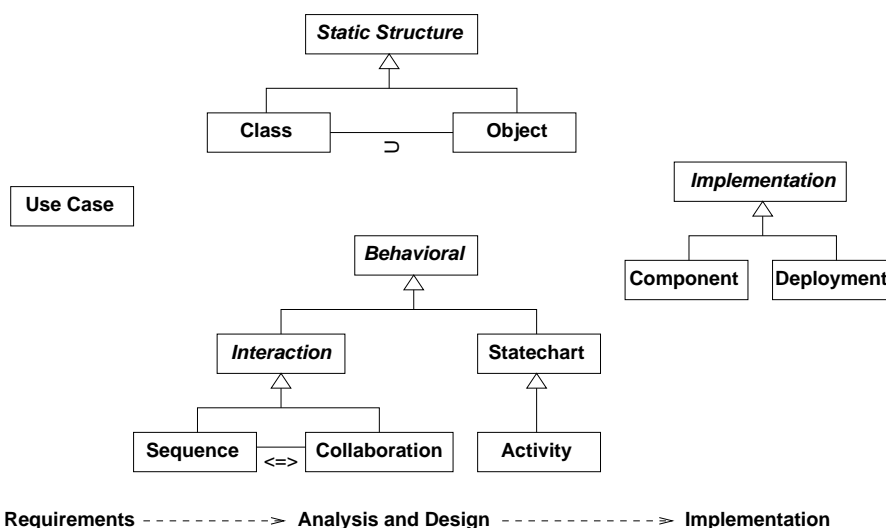 Static Structure
Class
Object
⊃
Use Case
Implementation
Component
Deployment
Behavioral
Interaction
Statechart
Sequence
<=>
Collaboration
Activity
Requirements
Analysis and Design
Implementation